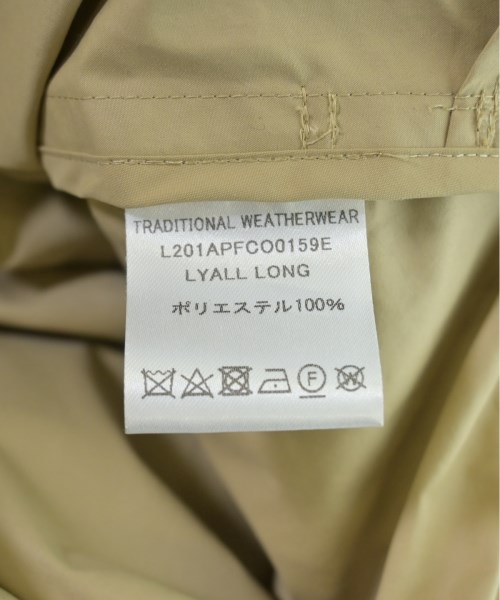 TRADITIONAL WEATHERWEAR
L201APFCO0159E
LYALL LONG
ポリエステル100%
F
W